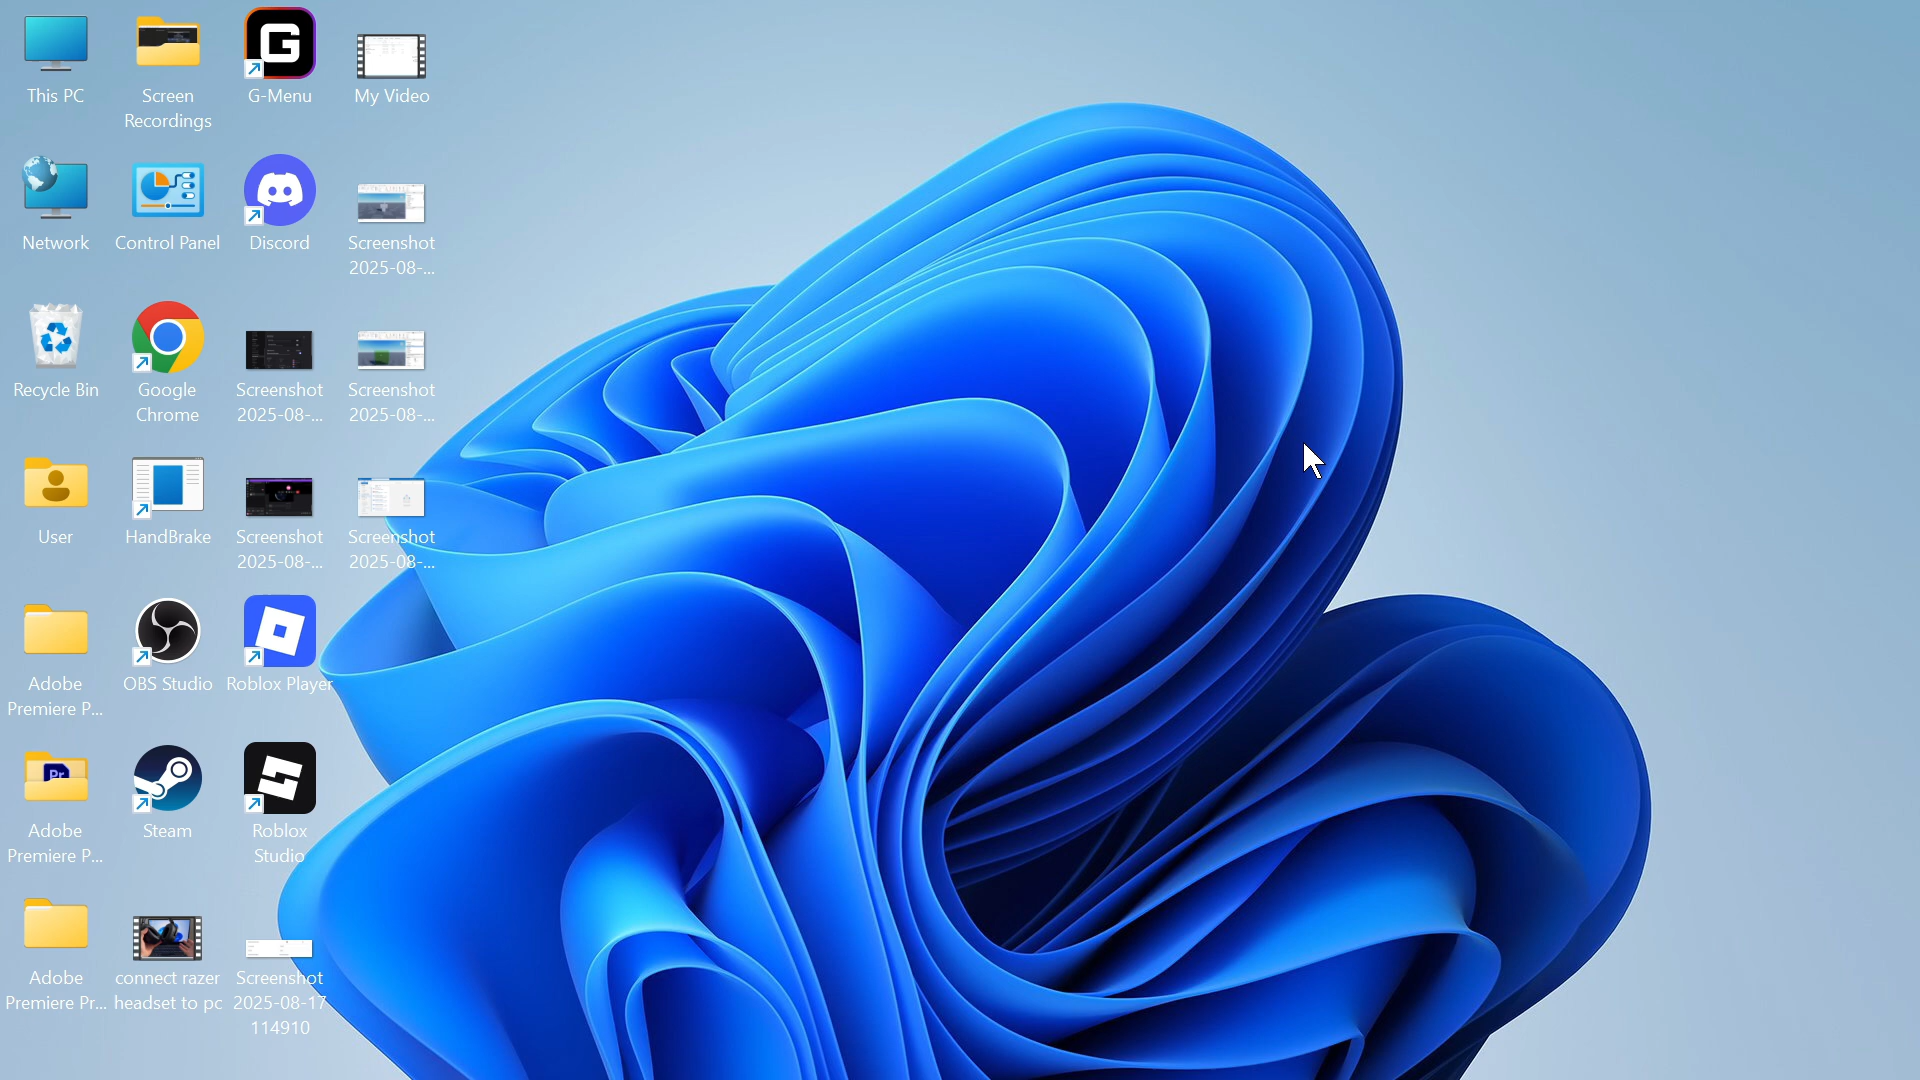 This PC
Screen
Recordings
G-Menu
My Video
Network
Control Panel
Discord
Screenshot
2025-08-...
Recycle Bin
Google
Chrome
Screenshot
2025-08-...
Screenshot
2025-08-...
User
HandBrake
Screenshot
2025-08-...
Screenshot
2025-08-...
Adobe
Premiere P...
OBS Studio
Roblox Player
Pr
Adobe
Premiere P...
Steam
Roblox
Studio
Adobe
Premiere Pr...
connect razer
headset to pc
Screenshot
2025-08-17
114910